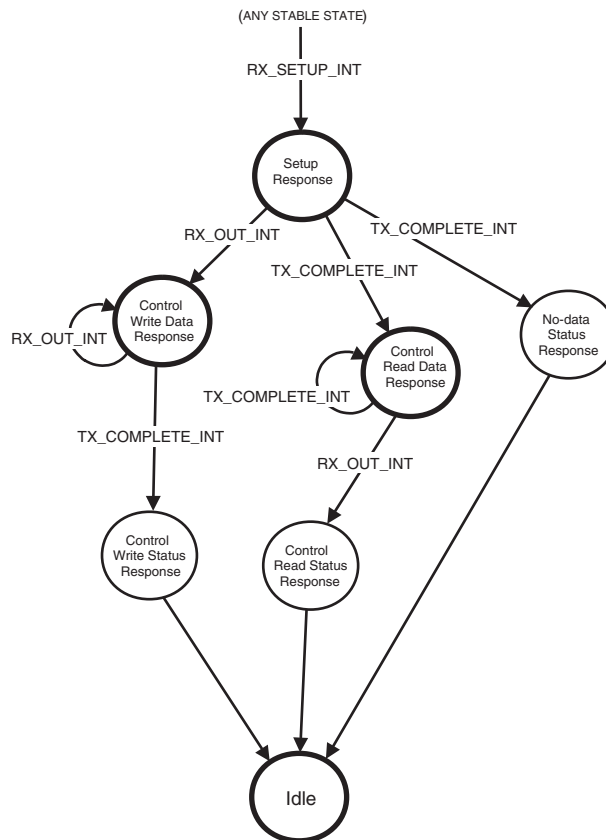 (ANY STABLE STATE)
RX_SETUP_INT
Setup
Response
RX_OUT_INT
TX_COMPLETE_INT
TX_COMPLETE_INT
Control
Write Data
Response
RX_OUT_INT
No-data
Status
Response
Control
Read Data
Response
TX_COMPLETE_INT
TX_COMPLETE_INT
RX_OUT_INT
Control
Write Status
Response
Control
Read Status
Response
Idle